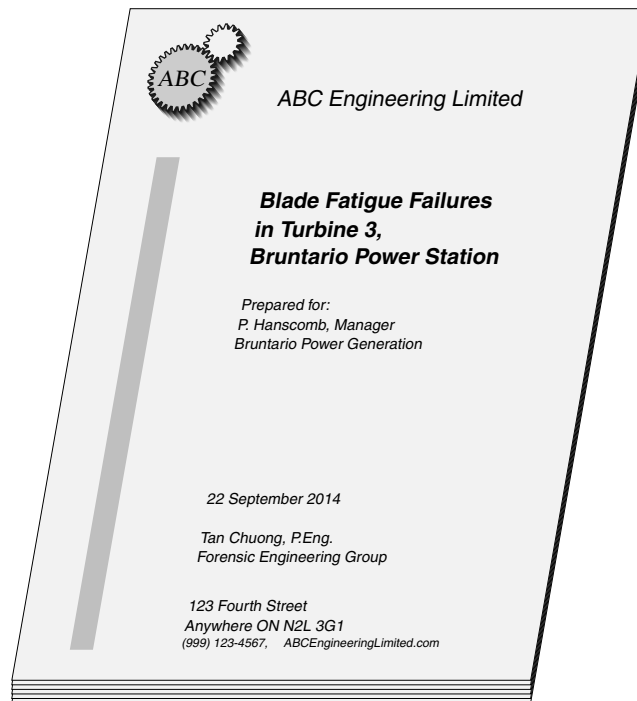 ABC
ABC Engineering Limited
Blade Fatigue Failures
in Turbine 3,
Bruntario Power Station
Prepared for:
P. Hanscomb, Manager
Bruntario Power Generation
22 September 2014
Tan Chuong, P.Eng.
Forensic Engineering Group
123 Fourth Street
Anywhere ON N2L 3G1
(999) 123-4567, ABCEngineeringLimited.com